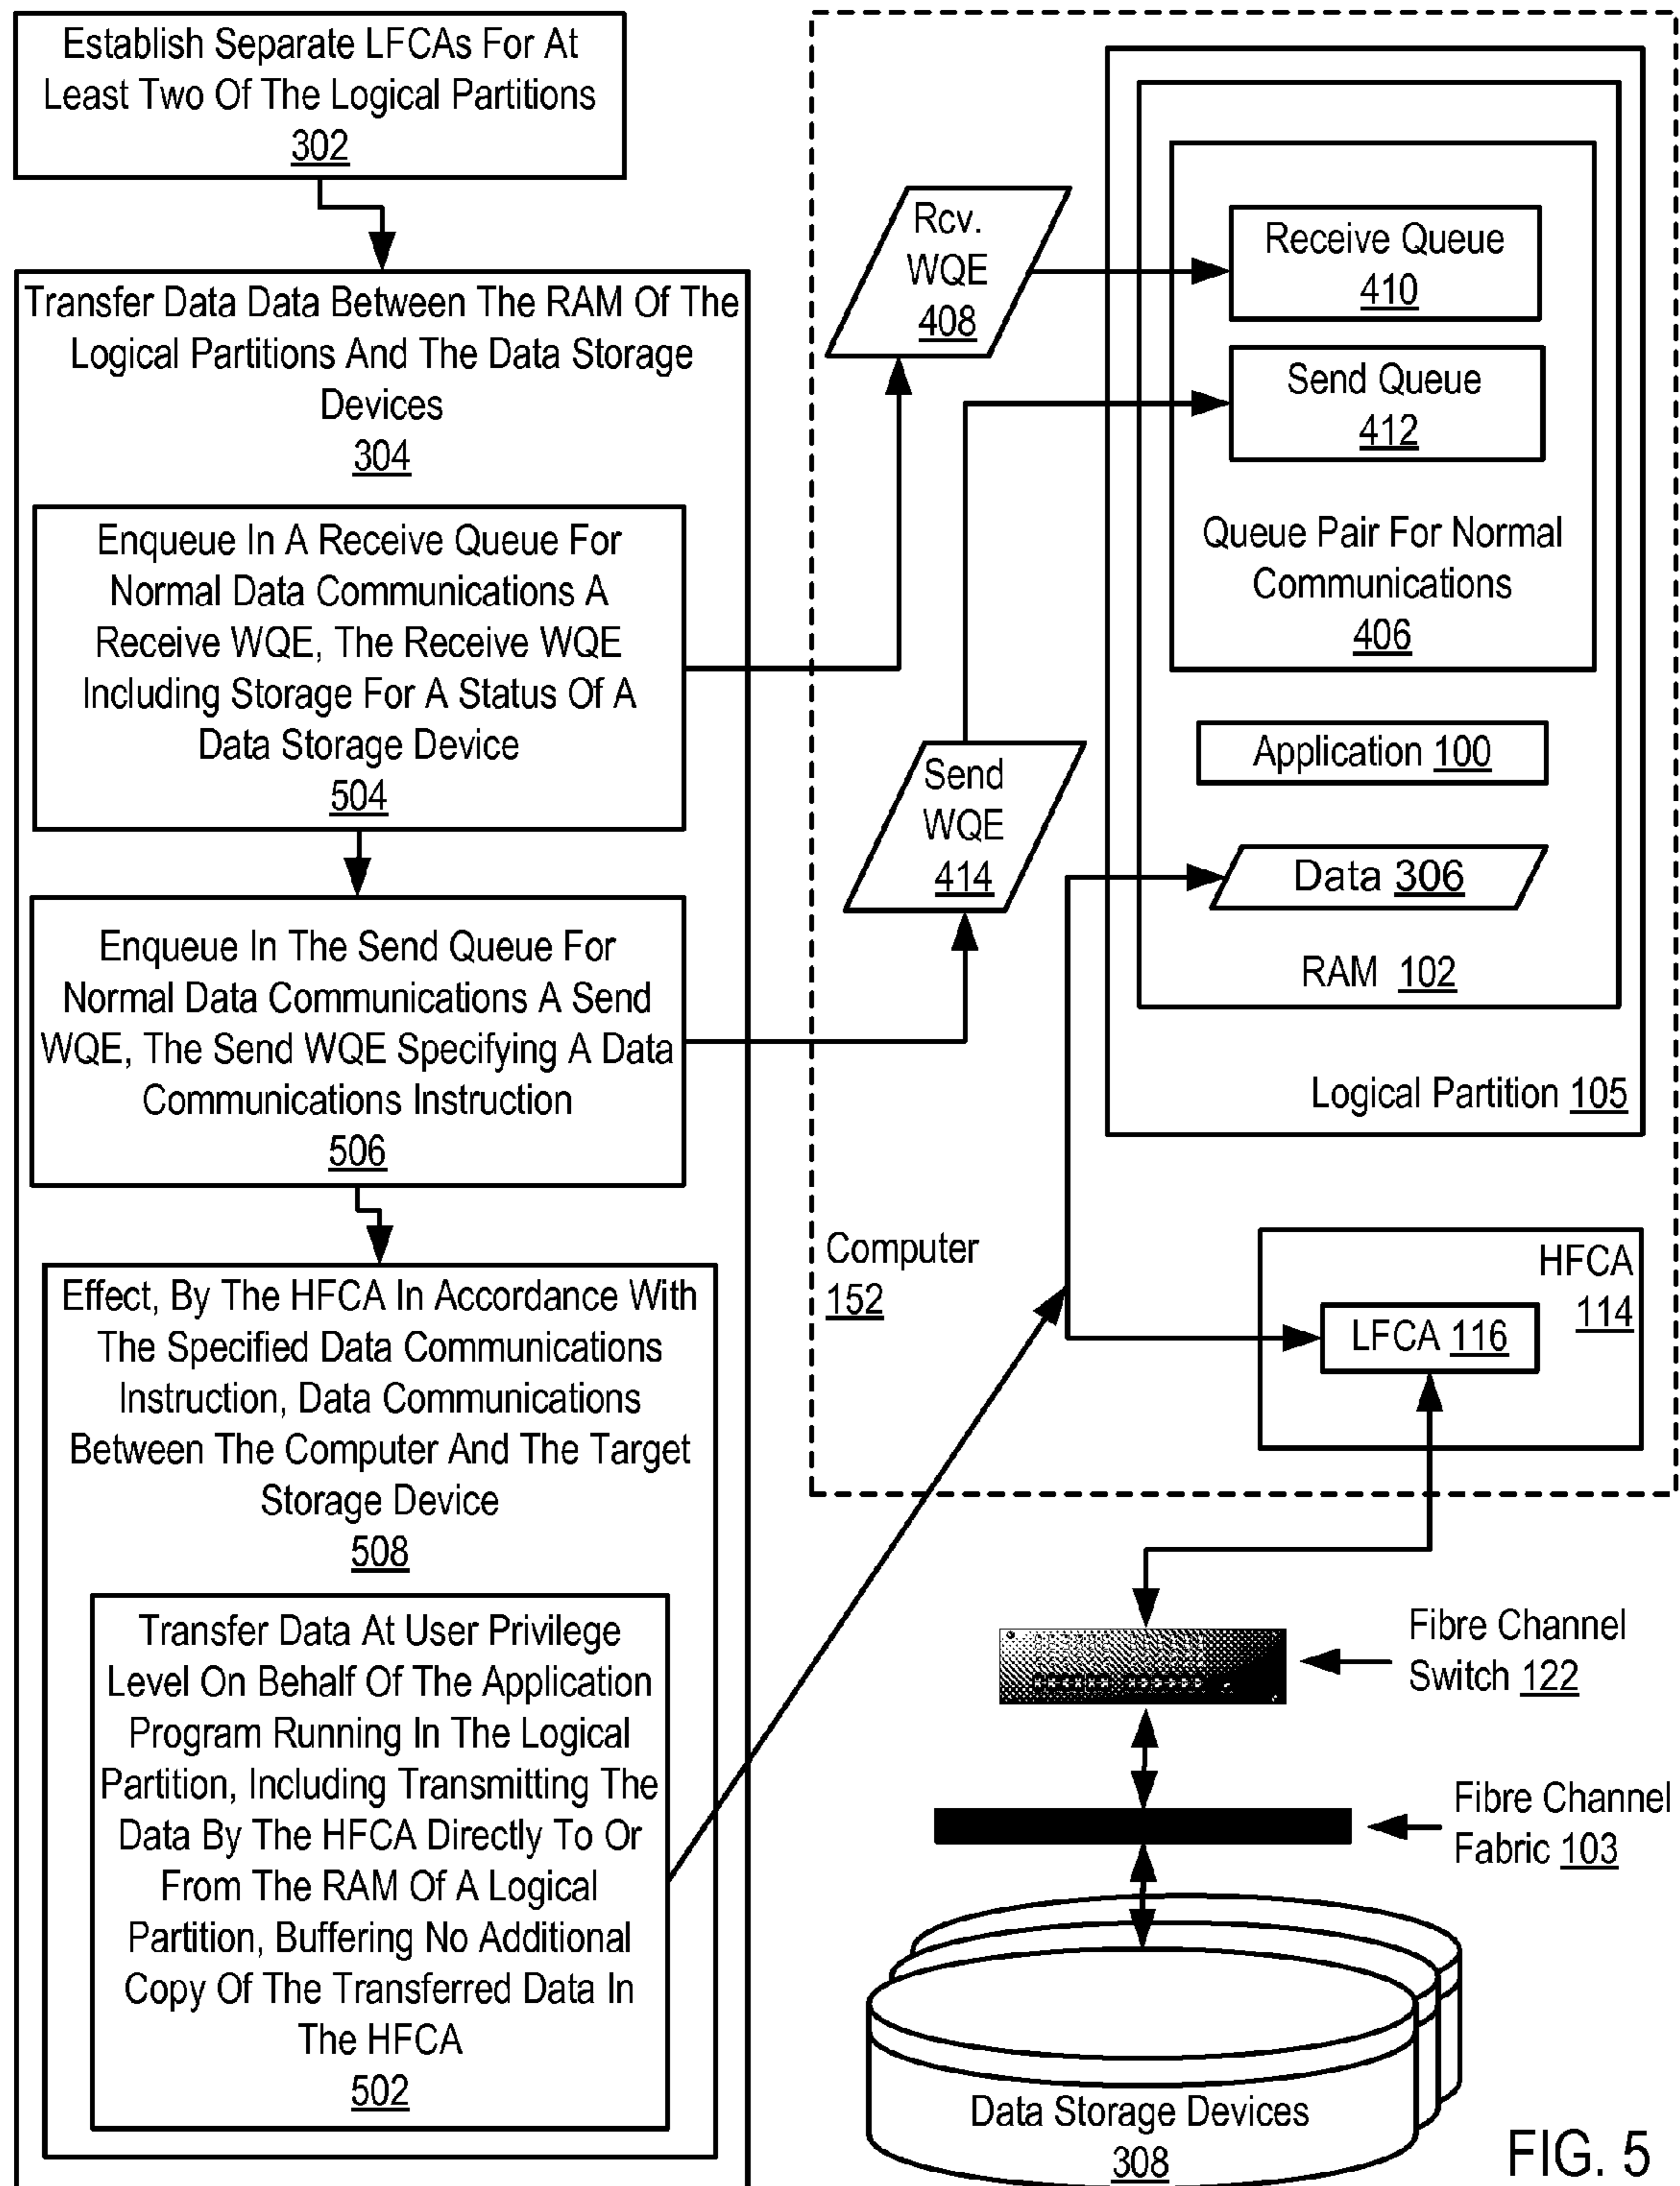 Establish Separate LFCAs For At
Least Two Of The Logical Partitions
302
Transfer Data Data Between The RAM Of The
Logical Partitions And The Data Storage
Devices
304
Enqueue In A Receive Queue For
Normal Data Communications A
Receive WQE, The Receive WQE
Including Storage For A Status Of A
Data Storage Device
504
Enqueue In The Send Queue For
Normal Data Communications A Send
WQE, The Send WQE Specifying A Data
Communications Instruction
506
Effect, By The HFCA In Accordance With
The Specified Data Communications
Instruction, Data Communications
Between The Computer And The Target
Storage Device
508
Transfer Data At User Privilege
Level On Behalf Of The Application
Program Running In The Logical
Partition, Including Transmitting The
Data By The HFCA Directly To Or
From The RAM Of A Logical
Partition, Buffering No Additional
Copy Of The Transferred Data In
The HFCA
502
Rcv.
WQE
408
Send
WQE
414
Receive Queue
410
Send Queue
412
Queue Pair For Normal
Communications
406
Application 100
Data 306
RAM 102
Logical Partition 105
Computer
152
HFCA
114
LFCA 116
Fibre Channel
Switch 122
Fibre Channel
Fabric 103
Data Storage Devices
308
FIG. 5